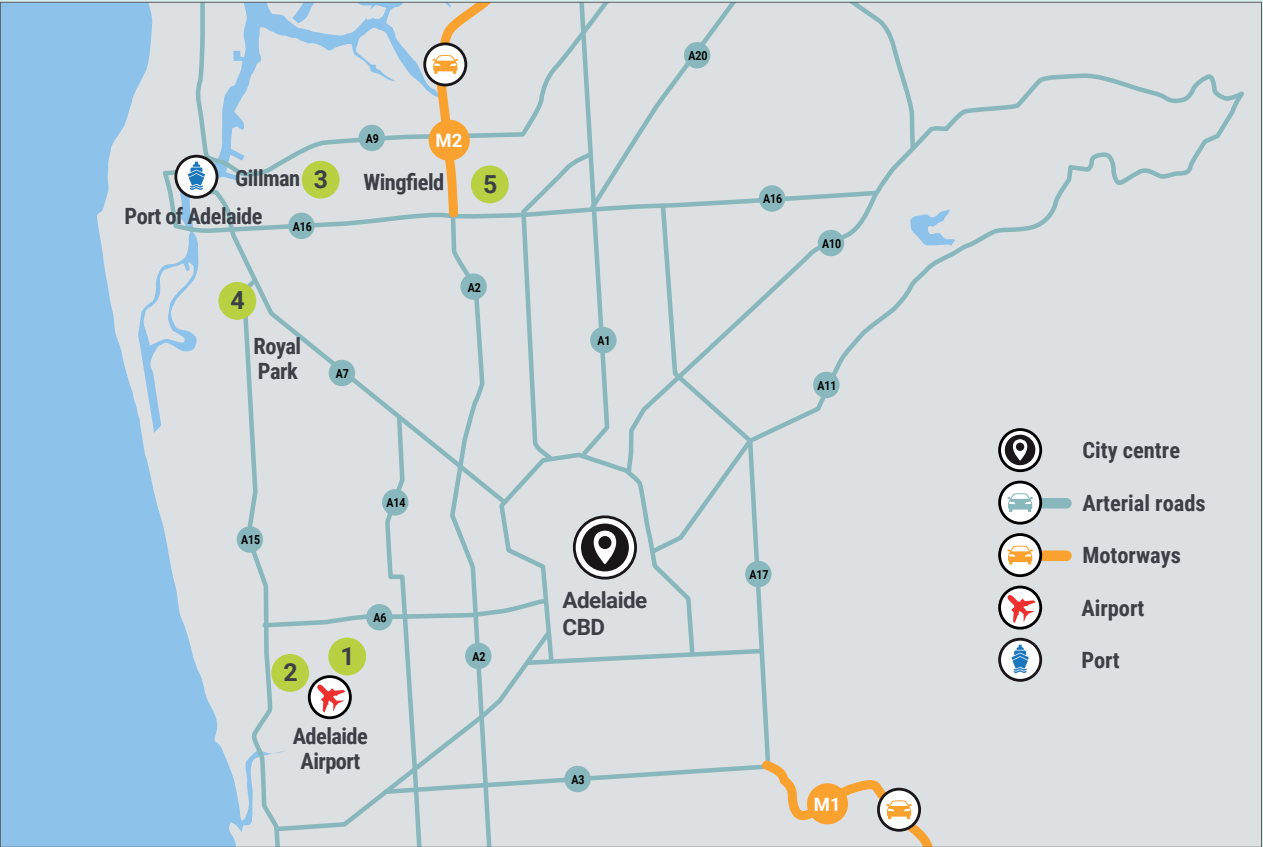 A20
A9
M2
Gillman
3
Wingfield
5
Port of Adelaide
A16
A16
A10
A2
4
Royal
Park
A7
A1
A11
City centre
Arterial roads
Motorways
Airport
Port
A14
A15
A17
Adelaide
CBD
A6
1
2
A2
Adelaide
Airport
A3
M1